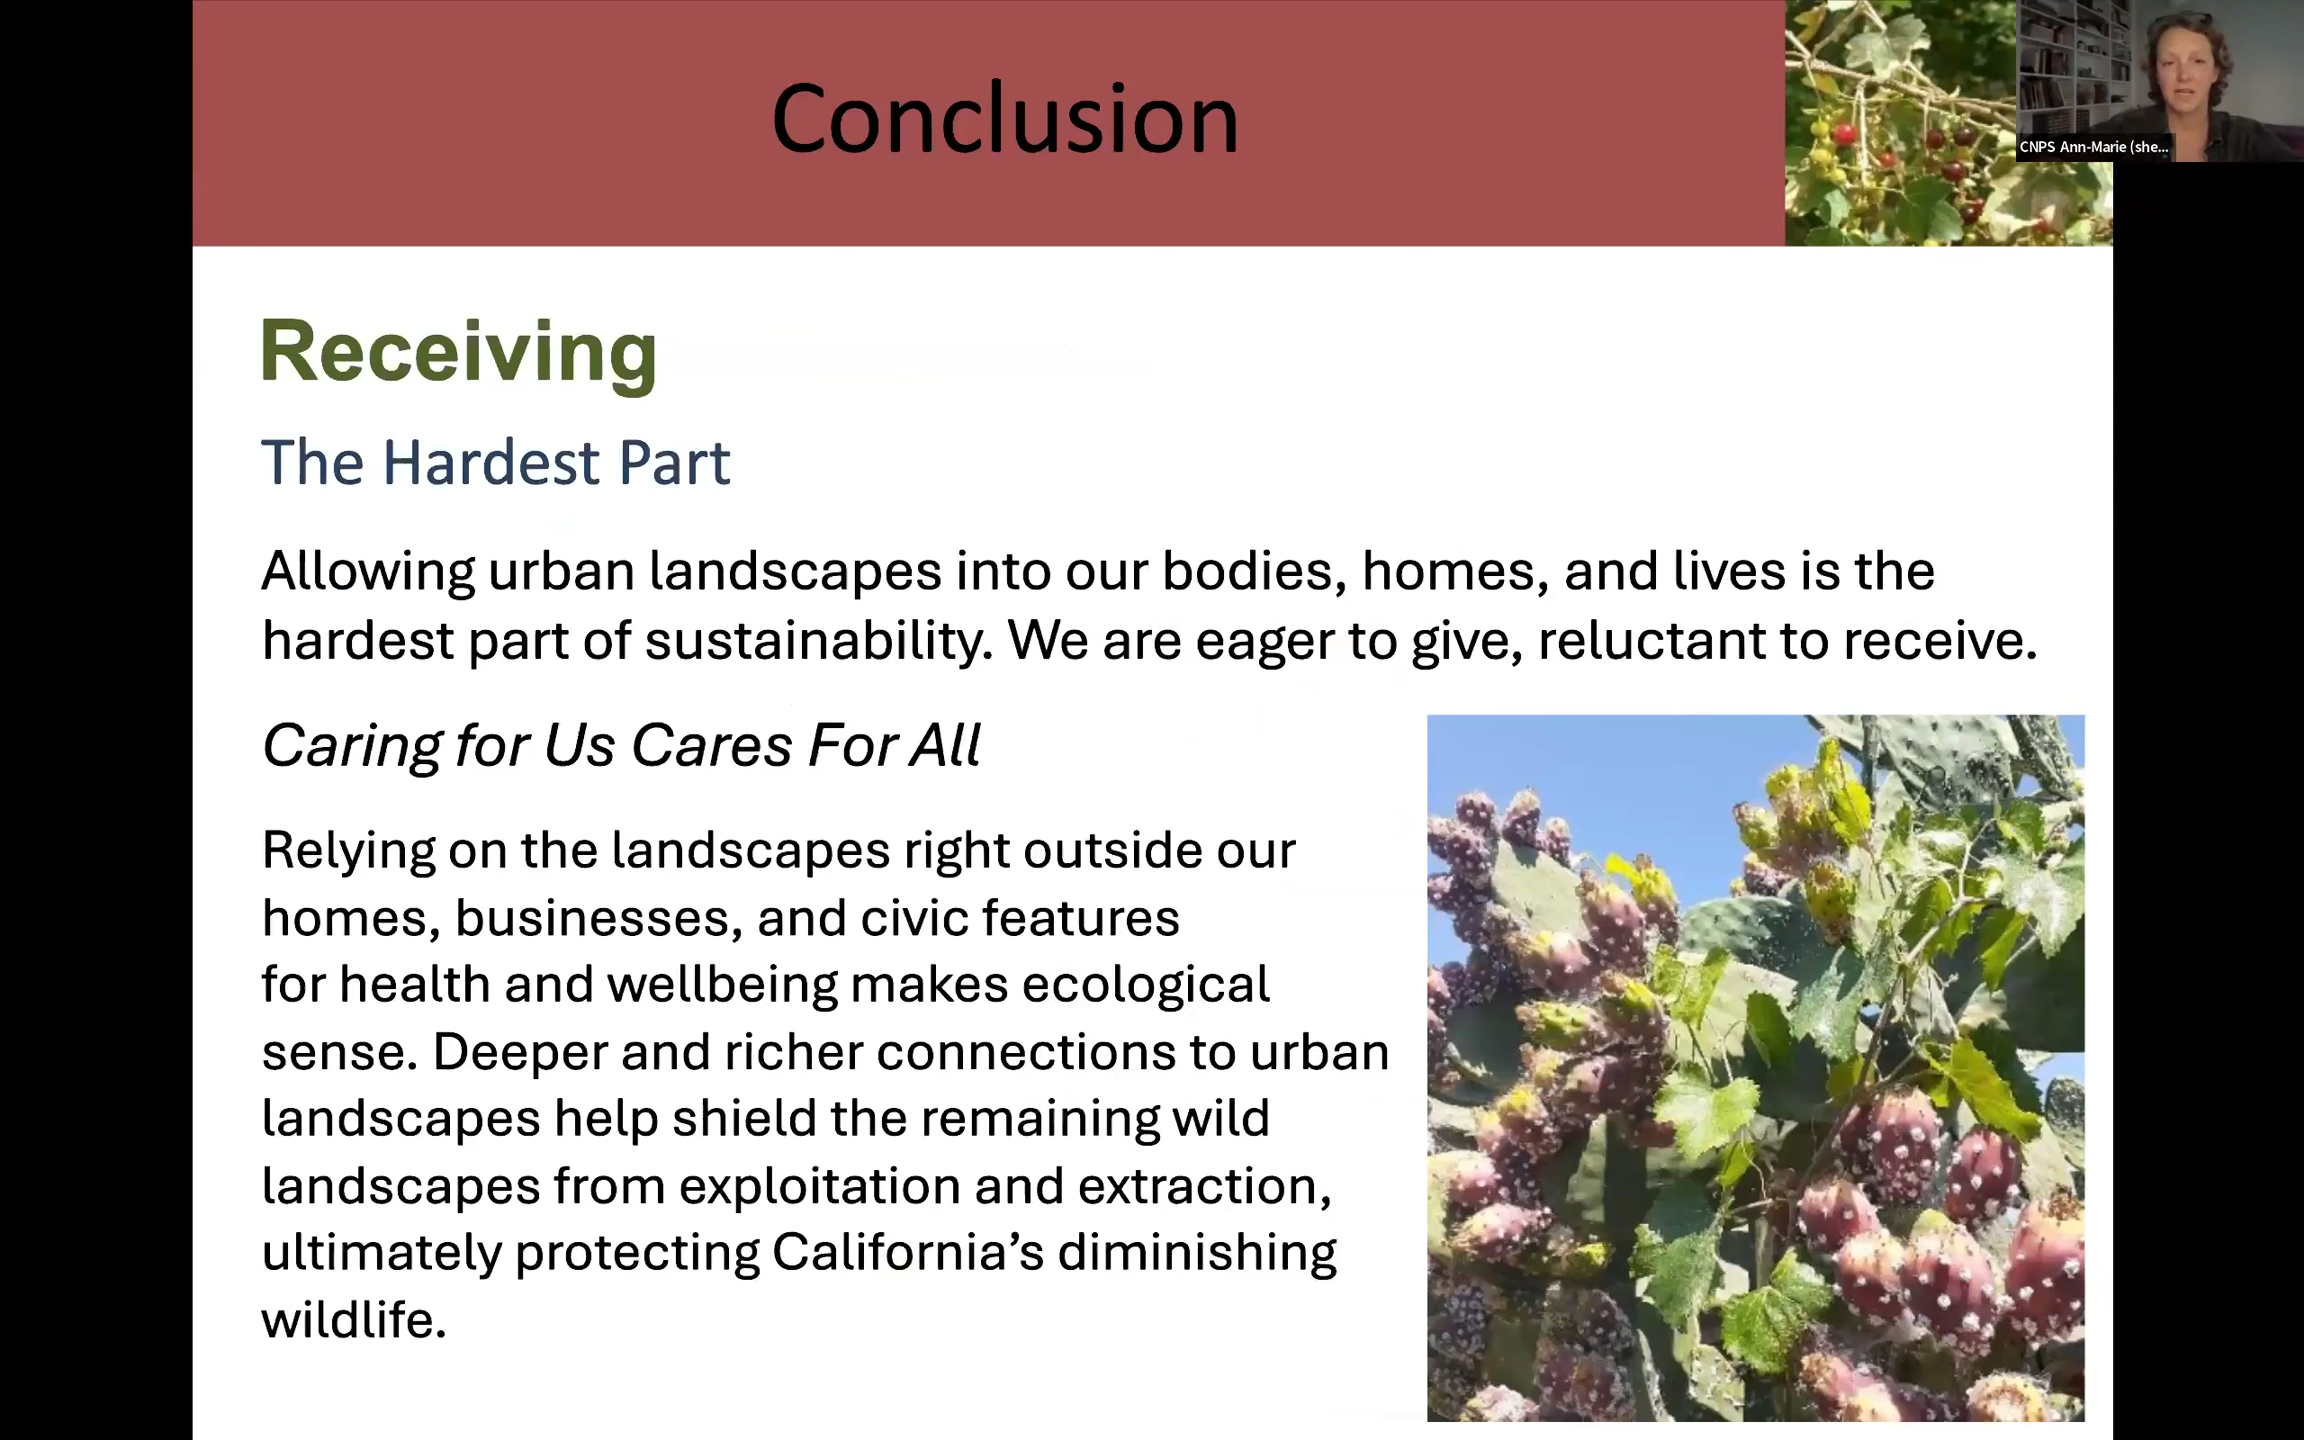 Conclusion
CNPS Ann-Marie (she...
Receiving
The Hardest Part
Allowing urban landscapes into our bodies, homes, and lives is the
hardest part of sustainability. We are eager to give, reluctant to receive.
Caring for Us Cares For All
Relying on the landscapes right outside our
homes, businesses, and civic features
for health and wellbeing makes ecological
sense. Deeper and richer connections to urban
landscapes help shield the remaining wild
landscapes from exploitation and extraction,
ultimately protecting California’s diminishing
wildlife.